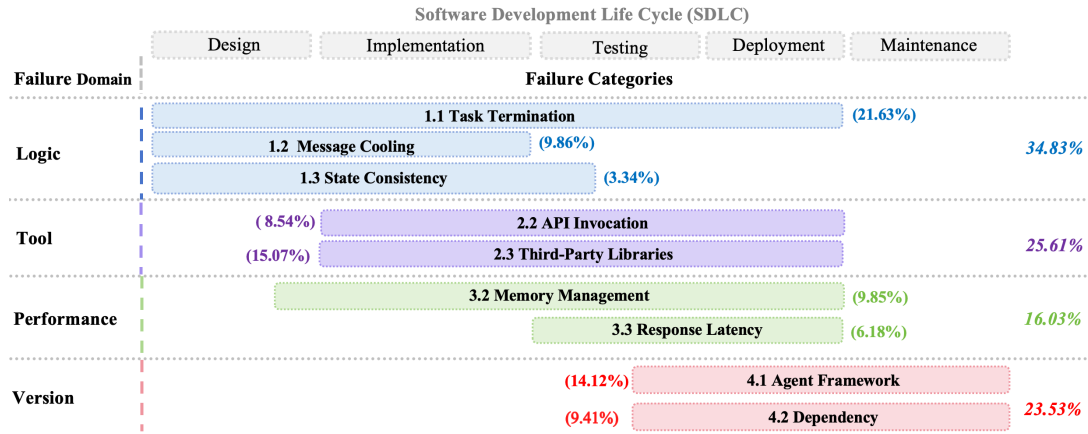 Software Development Life Cycle (SDLC)
Design Implementation Testing Deployment Maintenance
Failure Domain Failure Categories
Logic
1.1 Task Termination (21.63%)
1.2 Message Cooling (9.86%)
1.3 State Consistency (3.34%)
34.83%
Tool
( 8.54%) 2.2 API Invocation
(15.07%) 2.3 Third-Party Libraries
25.61%
Performance
3.2 Memory Management (9.85%)
3.3 Response Latency (6.18%)
16.03%
Version
(14.12%) 4.1 Agent Framework
(9.41%) 4.2 Dependency
23.53%